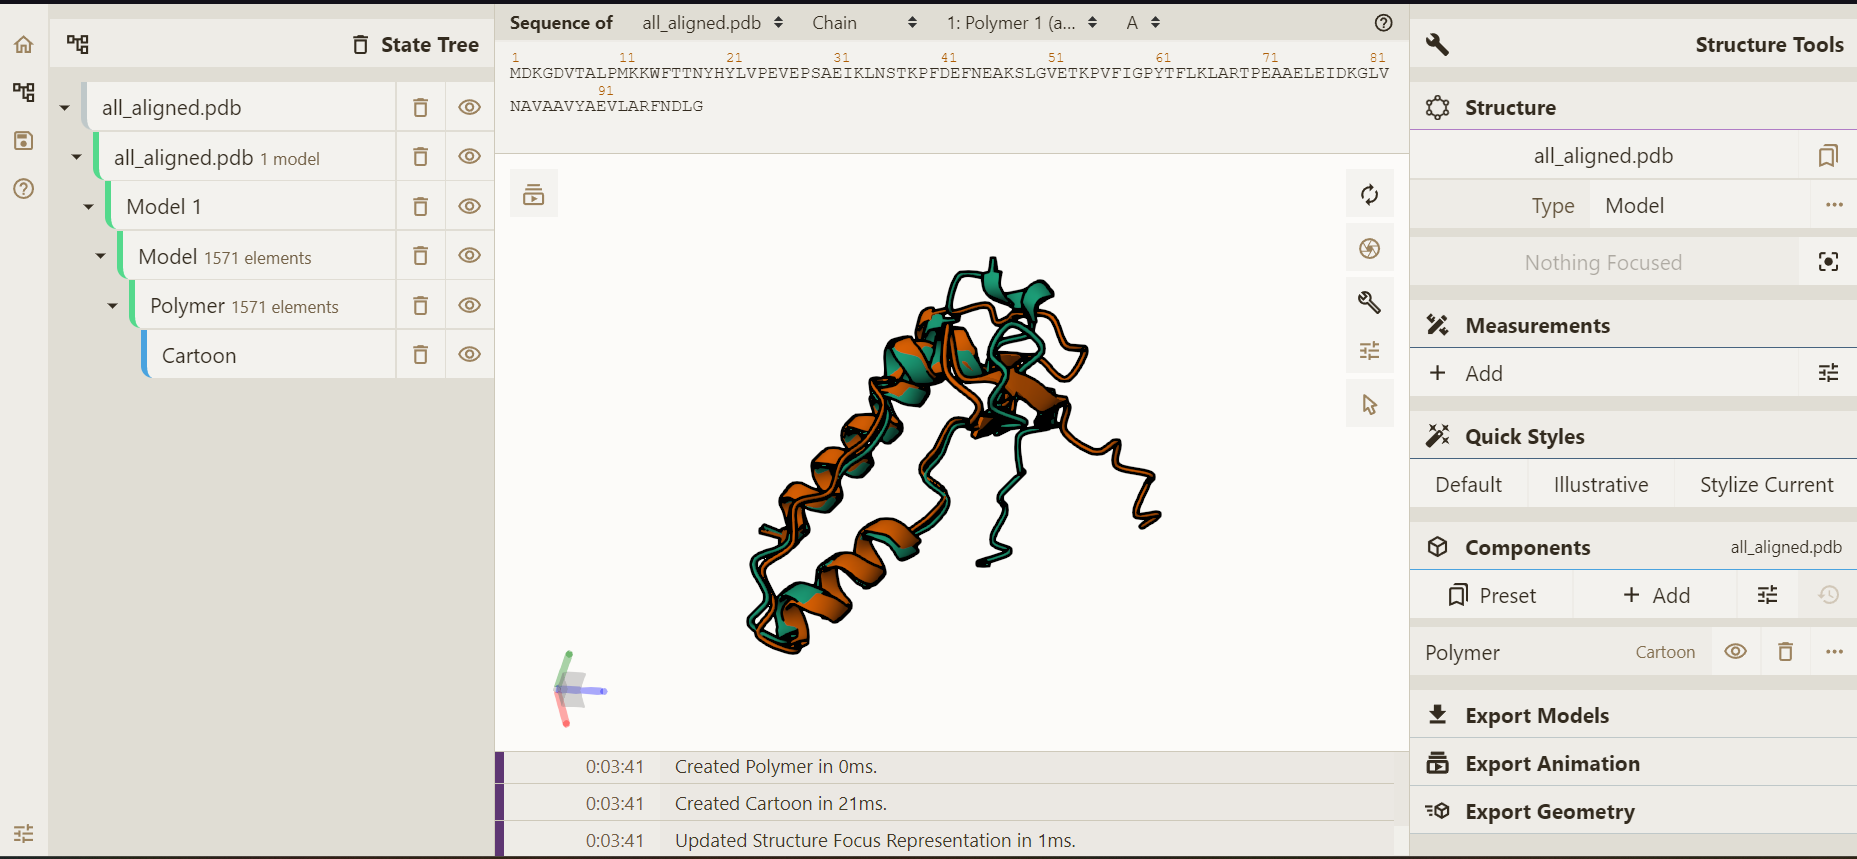 State Tree
all_aligned.pdb
all_aligned.pdb 1 model
Model 1
Model 1571 elements
Polymer 1571 elements
Cartoon
Sequence of all_aligned.pdb Chain 1: Polymer 1 (a... A
1 11 21 31 41 51 61 71 81
MDKGDVTALPMKKWFTTNYHYLVPEVEPSAEIKLNSTKPFDEFNEAKSLGVETKPVFIGPYTFLKLARTPEAAELEIDKGLV
91
NAVAAVYAEVLARFNDLG
0:03:41 Created Polymer in 0ms.
0:03:41 Created Cartoon in 21ms.
0:03:41 Updated Structure Focus Representation in 1ms.
Structure Tools
Structure
all_aligned.pdb
Type Model
Nothing Focused
Measurements
+ Add
Quick Styles
Default Illustrative Stylize Current
Components all_aligned.pdb
Preset + Add
Polymer Cartoon
Export Models
Export Animation
Export Geometry